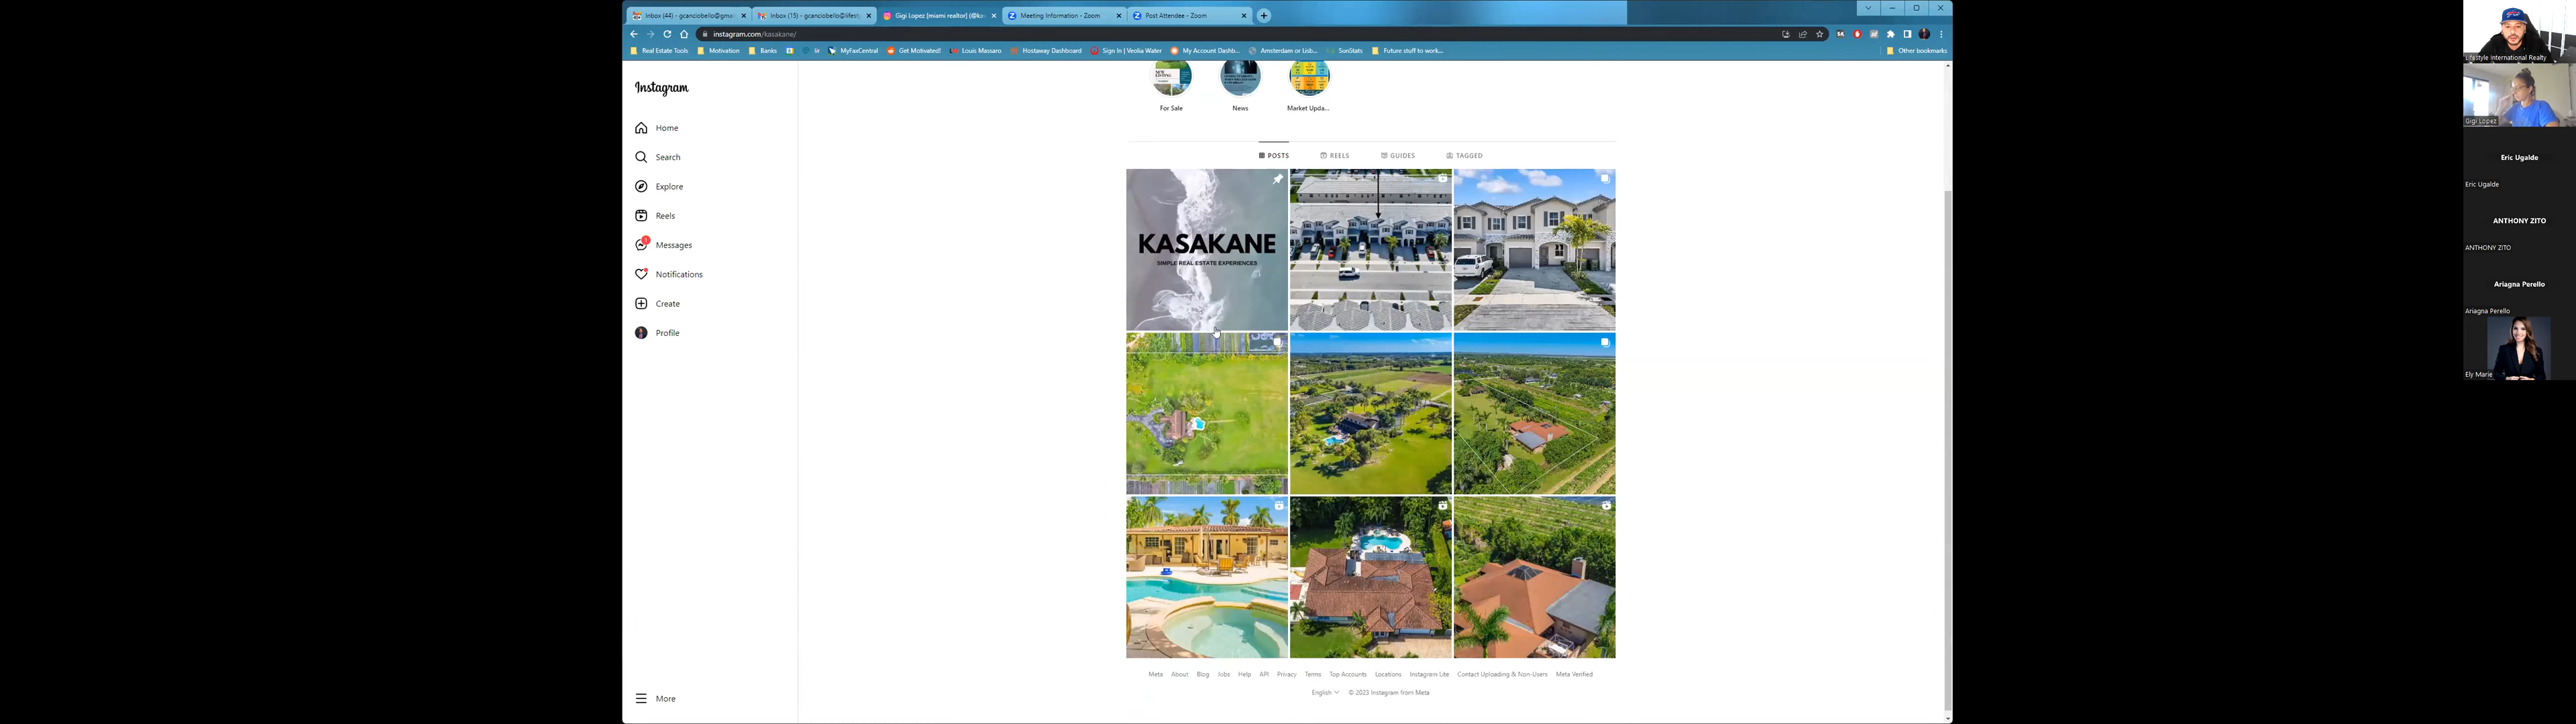 Inbox (44) - gcanciobello@gmai
Inbox (15) - gcanciobello@lifesty
Gigi Lopez [miami realtor] (@kas
Meeting Information - Zoom
Post Attendee - Zoom
instagram.com/kasakane/
Real Estate Tools
Motivation
Banks
iir
MyFaxCentral
Get Motivated!
Louis Massaro
Hostaway Dashboard
Sign In | Veolia Water
My Account Dashb...
Amsterdam or Lisb...
SunStats
Future stuff to work...
Other bookmarks
Instagram
Home
Search
Explore
Reels
Messages
1
Notifications
Create
Profile
More
For Sale
News
Market Upda...
POSTS
REELS
GUIDES
TAGGED
KASAKANE
SIMPLE REAL ESTATE EXPERIENCES
Meta About Blog Jobs Help API Privacy Terms Top Accounts Locations Instagram Lite Contact Uploading & Non-Users Meta Verified
English © 2023 Instagram from Meta
Lifestyle International Realty
Gigi Lopez
Eric Ugalde
Eric Ugalde
ANTHONY ZITO
ANTHONY ZITO
Ariagna Perello
Ariagna Perello
Ely Marie